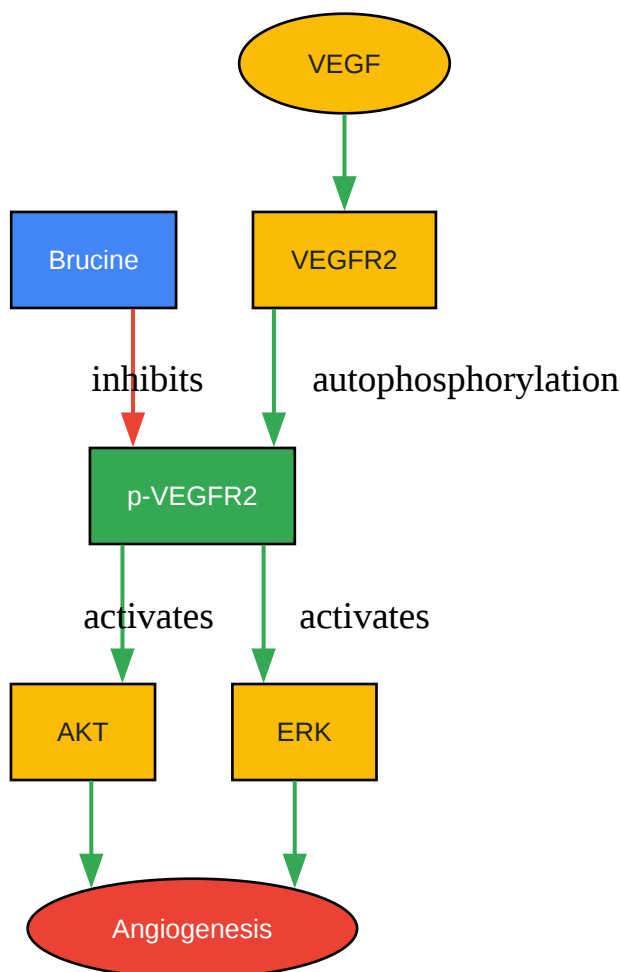 VEGF
Brucine
VEGFR2
inhibits
autophosphorylation
p-VEGFR2
activates
activates
AKT
ERK
Angiogenesis